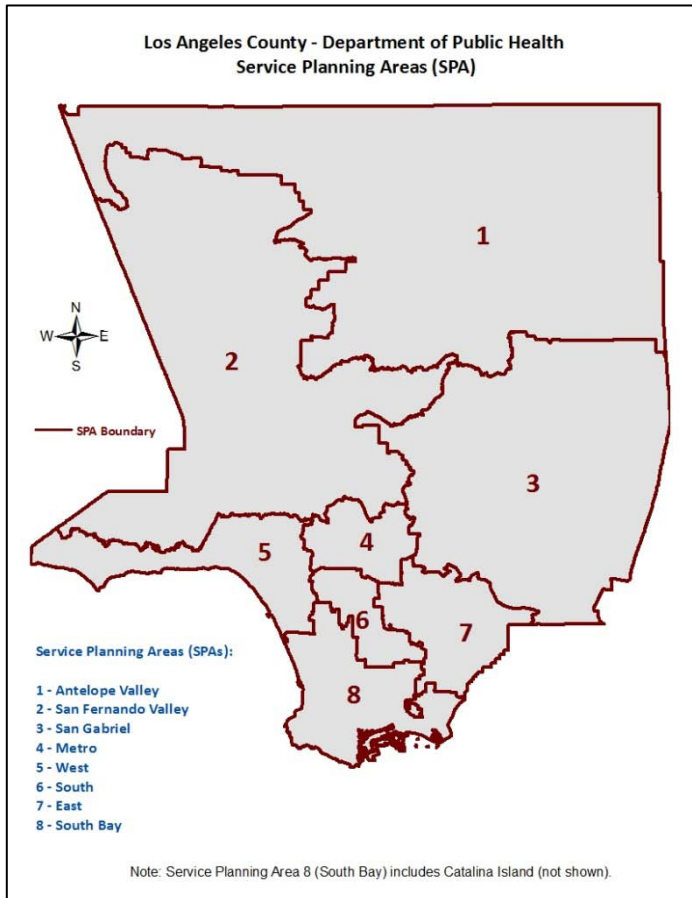 Los Angeles County - Department of Public Health
Service Planning Areas (SPA)
1
N
W E
S
2
SPA Boundary
3
4
5
6
7
8
Service Planning Areas (SPAs):
1 - Antelope Valley
2 - San Fernando Valley
3 - San Gabriel
4 - Metro
5 - West
6 - South
7 - East
8 - South Bay
Note: Service Planning Area 8 (South Bay) includes Catalina Island (not shown).